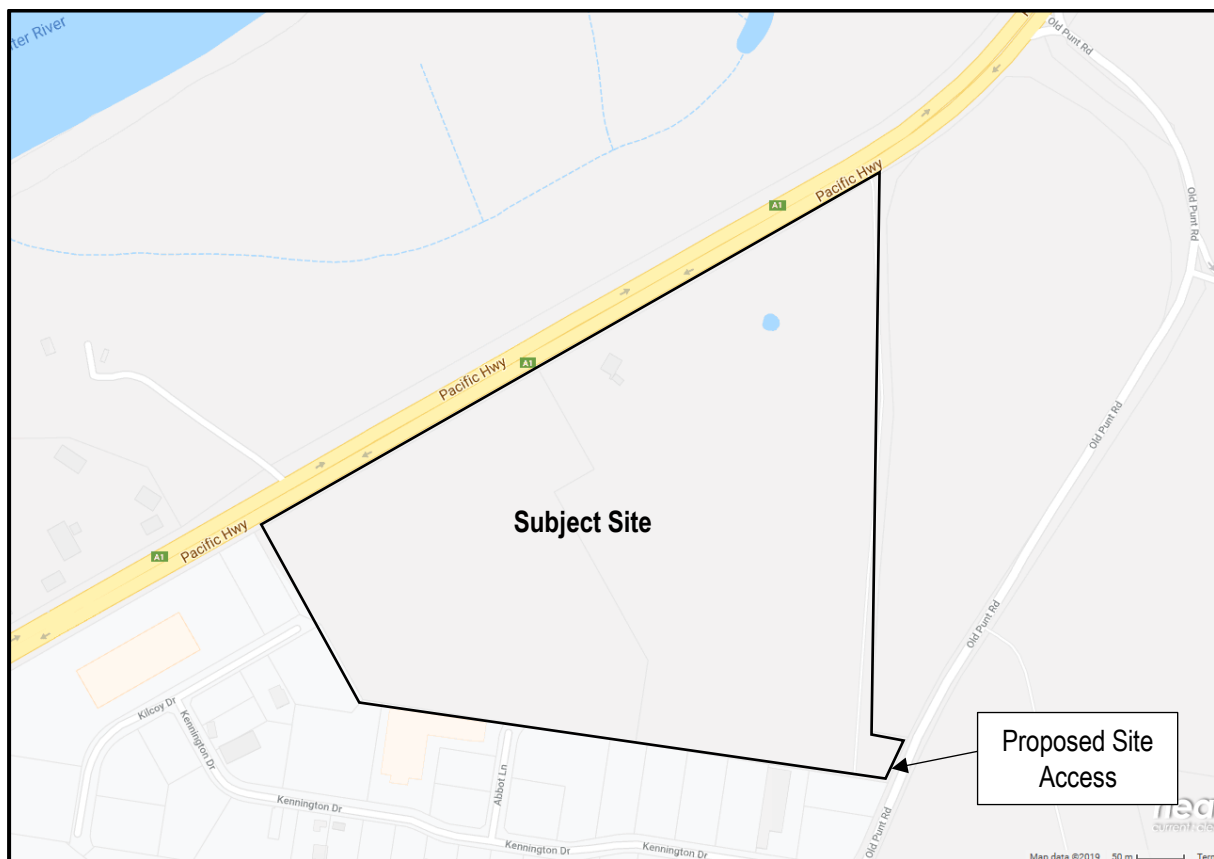 ter River
Old Punt Rd
Pacific Hwy
A1
Old Punt Rd
A1
Pacific Hwy
Old Punt Rd
Subject Site
Pacific Hwy
A1
Old Punt Rd
Kilcoy Dr
Kennington Dr
Abbot Ln
Proposed Site
Access
Kennington Dr
Kennington Dr
Old Punt Rd
Map data ©2019 50 m